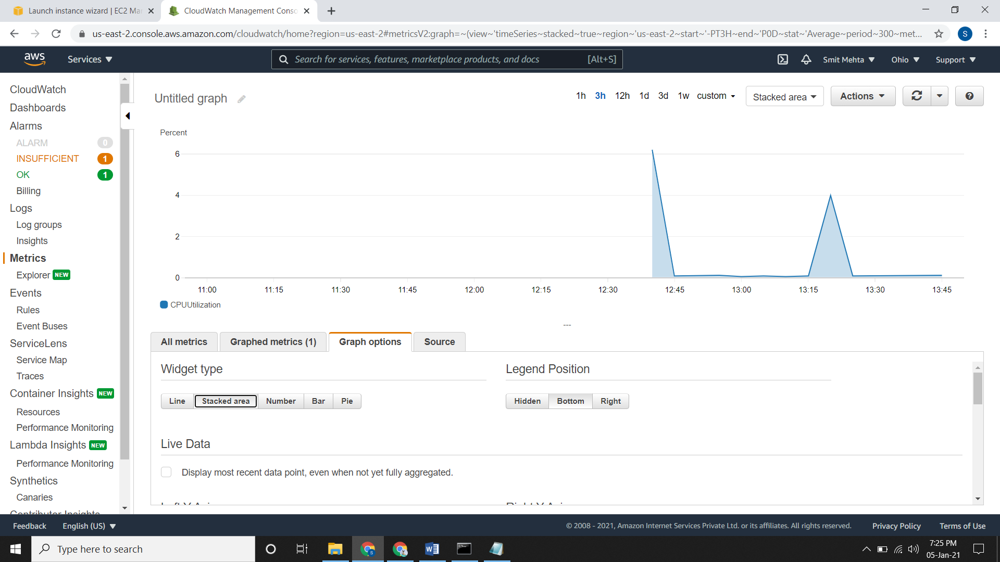 Launch instance wizard | EC2 Mar
CloudWatch Management Conso
us-east-2.console.aws.amazon.com/cloudwatch/home?region=us-east-2#metricsV2:graph=~(view~'timeSeries~stacked~true~region~'us-east-2~start~'-PT3H~end~'P0D~stat~'Average~period~300~met...
S
aws
Services
Search for services, features, marketplace products, and docs
[Alt+S]
Smit Mehta
Ohio
Support
CloudWatch
Dashboards
Alarms
ALARM 0
INSUFFICIENT 1
OK 1
Billing
Logs
Log groups
Insights
Metrics
Explorer NEW
Events
Rules
Event Buses
ServiceLens
Service Map
Traces
Container Insights NEW
Resources
Performance Monitoring
Lambda Insights NEW
Performance Monitoring
Synthetics
Canaries
Contributor Insights
Untitled graph
1h 3h 12h 1d 3d 1w custom
Stacked area
Actions
Percent
6
4
2
0
11:00 11:15 11:30 11:45 12:00 12:15 12:30 12:45 13:00 13:15 13:30 13:45
CPUUtilization
All metrics
Graphed metrics (1)
Graph options
Source
Widget type
Line Stacked area Number Bar Pie
Legend Position
Hidden Bottom Right
Live Data
Display most recent data point, even when not yet fully aggregated.
Left Y Axis
Right Y Axis
Feedback
English (US)
© 2008 - 2021, Amazon Internet Services Private Ltd. or its affiliates. All rights reserved.
Privacy Policy
Terms of Use
Type here to search
7:25 PM
05-Jan-21